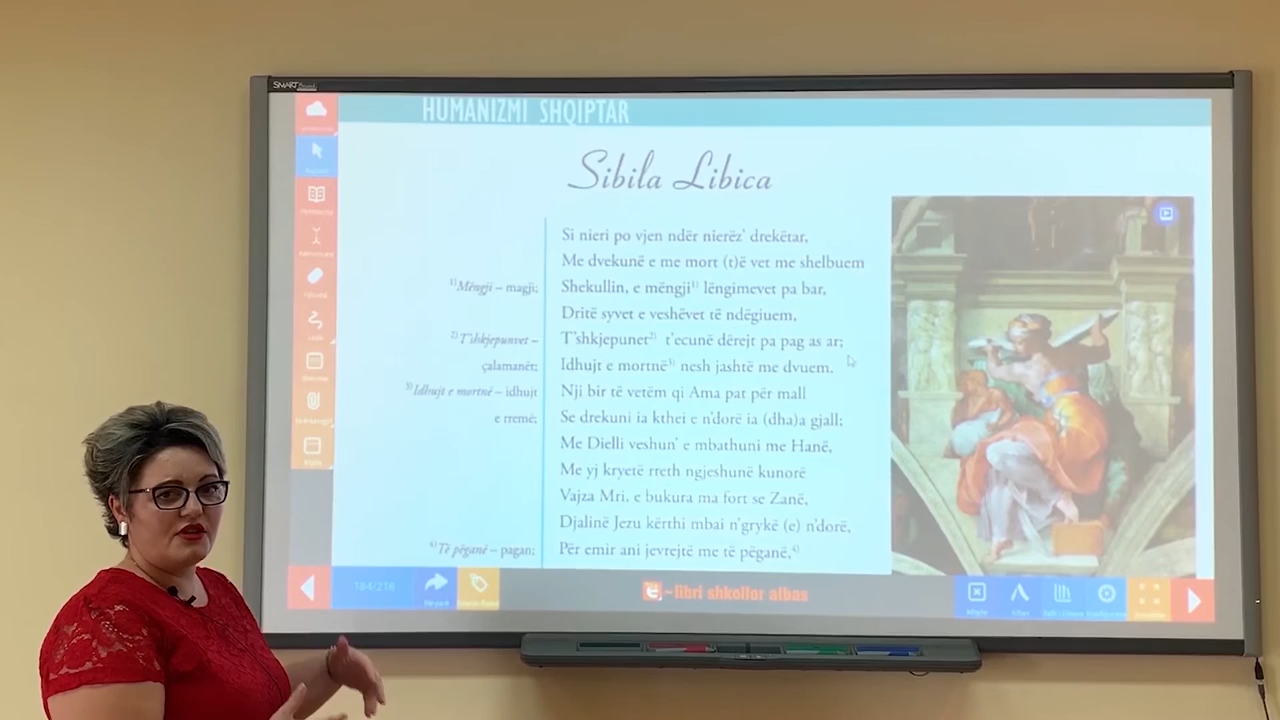 SMART
HUMANIZMI SHQIPTAR
Sibila Libica
Si nieri po vjen ndër nierëz' drekëtar,
Me dvekunë e me mort (t)ë vet me shelbuem
¹⁾Mëngji – magji;
Shekullin, e mëngji¹⁾ lëngimevet pa bar,
Dritë syvet e veshëvet të ndëgiuem,
²⁾T'shkjepunvet –
T'shkjepunet²⁾ t'ecunë dërejt pa pag as ar;
çalamanët;
Idhujt e mortnë³⁾ nesh jashtë me dvuem.
³⁾Idhujt e mortnë – idhujt
Nji bir të vetëm qi Ama pat për mall
e rremë;
Se drekuni ia kthei e n'dorë ia (dha)a gjall;
Me Dielli veshun' e mbathuni me Hanë,
Me yj kryetë rreth ngjeshunë kunorë
Vajza Mri, e bukura ma fort se Zanë,
Djalinë Jezu kërthi mbai n'grykë (e) n'dorë,
⁴⁾Të pëganë – pagan;
Për emir ani jevrejtë me të pëganë,⁴⁾
184/216
ë-libri shkollor albas